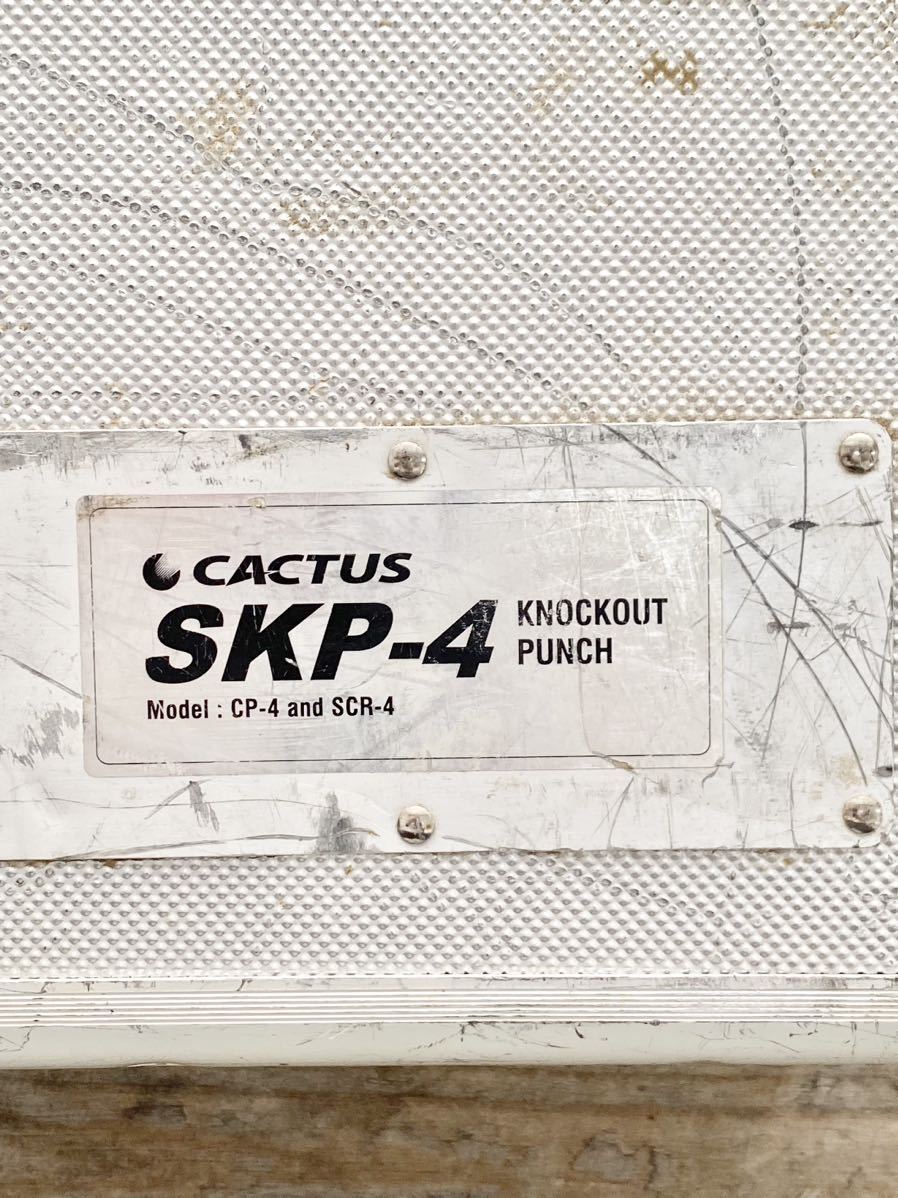 CACTUS
SKP-4 KNOCKOUT PUNCH
Model : CP-4 and SCR-4